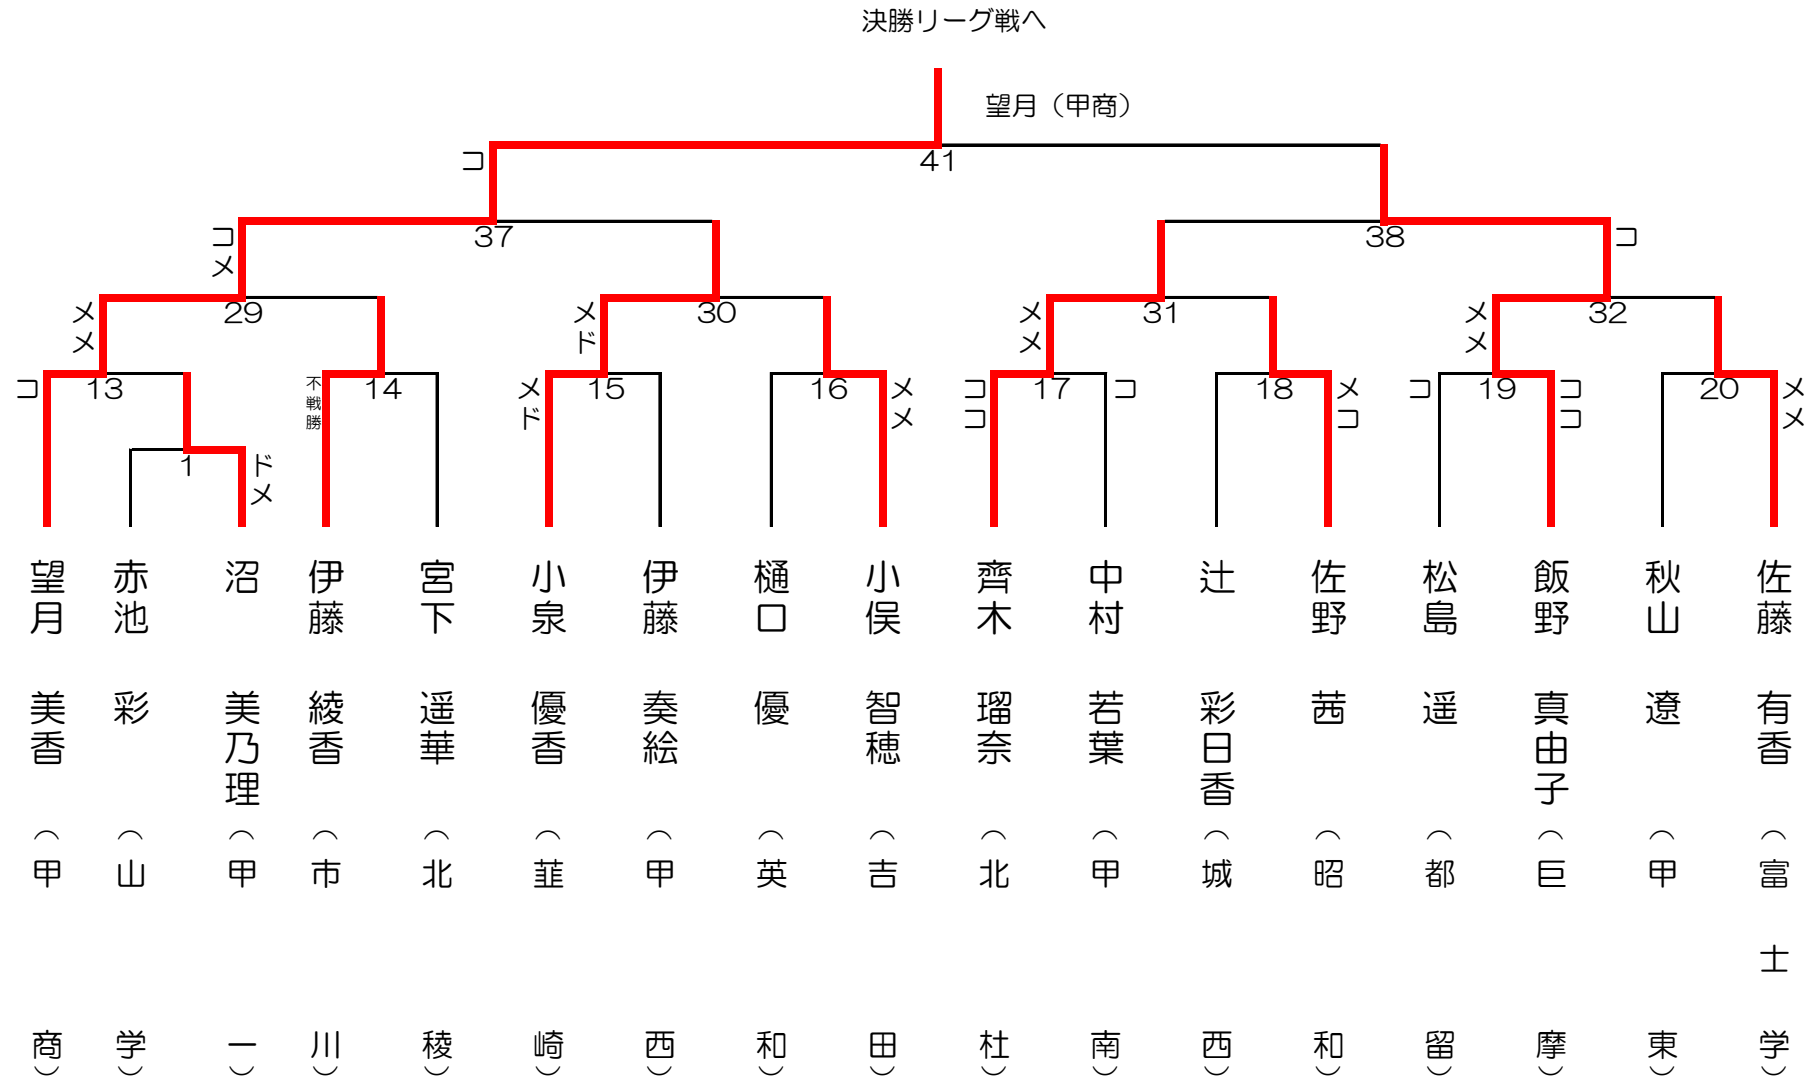 決勝リーグ戦へ
望月（甲商）
コ
41
コメ
37
38
コ
メメ
29
メド
30
メメ
31
メメ
32
コ
13
不戦勝
14
メド
15
16
メメ
ココ
17
コ
18
メコ
コ
19
ココ
20
メメ
1
ドメ
望月 美香（甲商）
赤池 彩（山学）
沼 美乃理（甲一）
伊藤 綾香（市川）
宮下 遥華（北稜）
小泉 優香（韮崎）
伊藤 奏絵（甲西）
樋口 優（英和）
小俣 智穂（吉田）
齊木 瑠奈（北杜）
中村 若葉（甲南）
辻 彩日香（城西）
佐野 茜（昭和）
松島 遥（都留）
飯野 真由子（巨摩）
秋山 遼（甲東）
佐藤 有香（富士学）